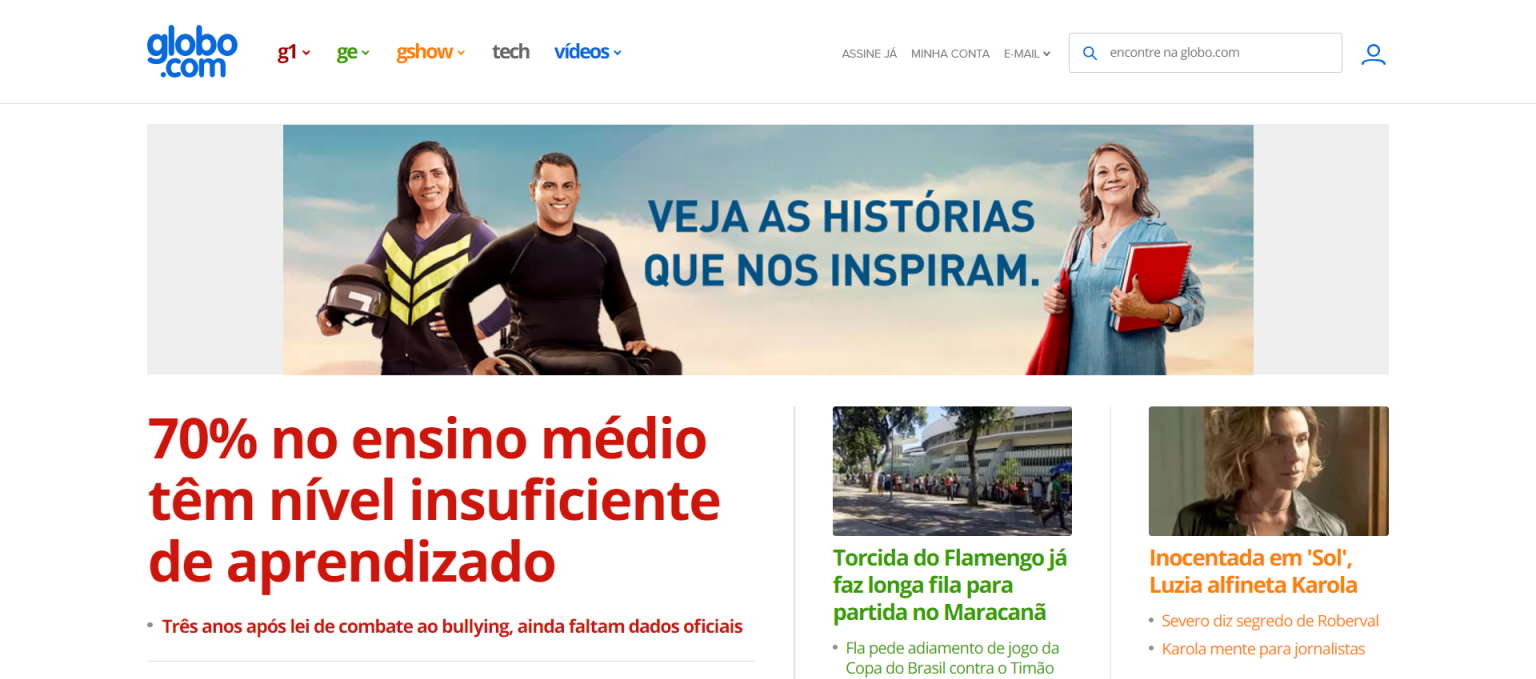 globo
.com
g1
ge
gshow
tech
vídeos
ASSINE JÁ
MINHA CONTA
E-MAIL
encontre na globo.com
VEJA AS HISTÓRIAS
QUE NOS INSPIRAM.
7
70% no ensino médio
têm nível insuficiente
de aprendizado
Três anos após lei de combate ao bullying, ainda faltam dados oficiais
Torcida do Flamengo já
faz longa fila para
partida no Maracanã
Fla pede adiamento de jogo da
Copa do Brasil contra o Timão
Inocentada em 'Sol',
Luzia alfineta Karola
Severo diz segredo de Roberval
Karola mente para jornalistas